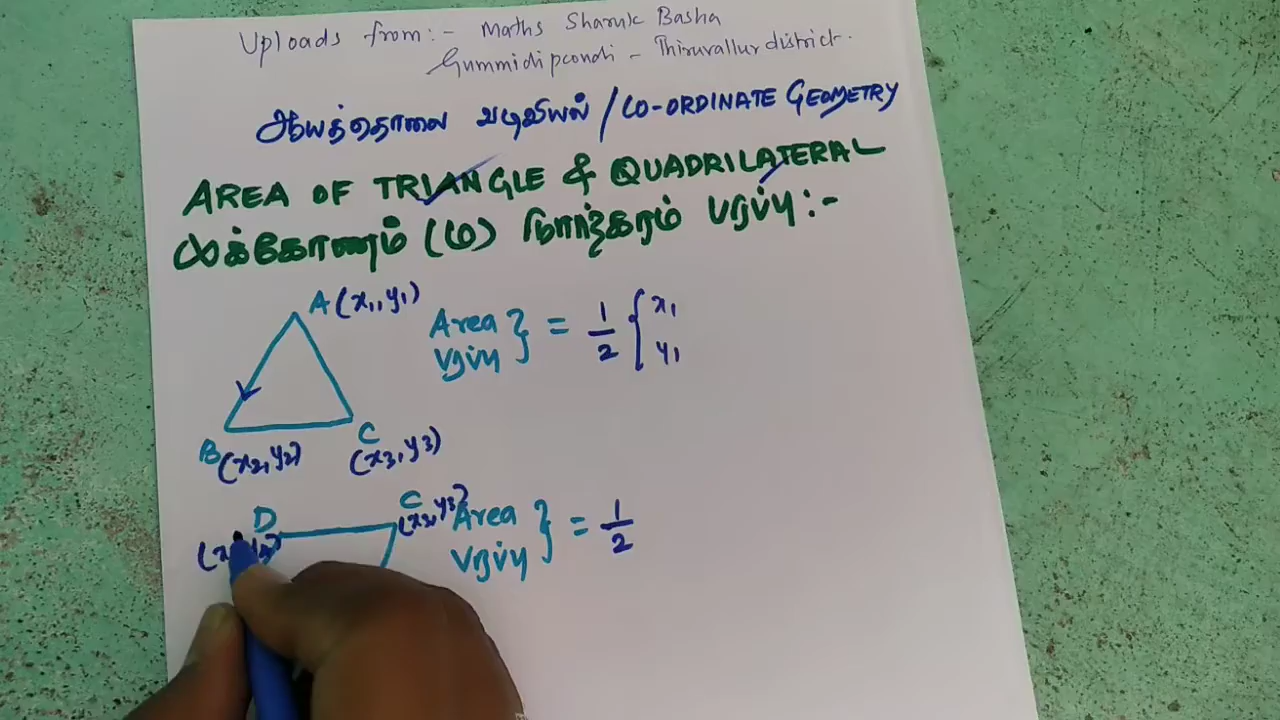 Uploads from:- Maths Sharuk Basha
Gummidipoondi - Thiruvallur district.
ஆயத்தொலை வடிவியல் / CO-ORDINATE GEOMETRY
AREA OF TRIANGLE & QUADRILATERAL
முக்கோணம் (ம) நாற்கரம் பரப்பு :-
A (x₁, y₁)
Area
பரப்பு } = 1/2 { x₁
y₁
B (x₂, y₂)
C (x₃, y₃)
D
C (x₃, y₃)
Area
பரப்பு } = 1/2